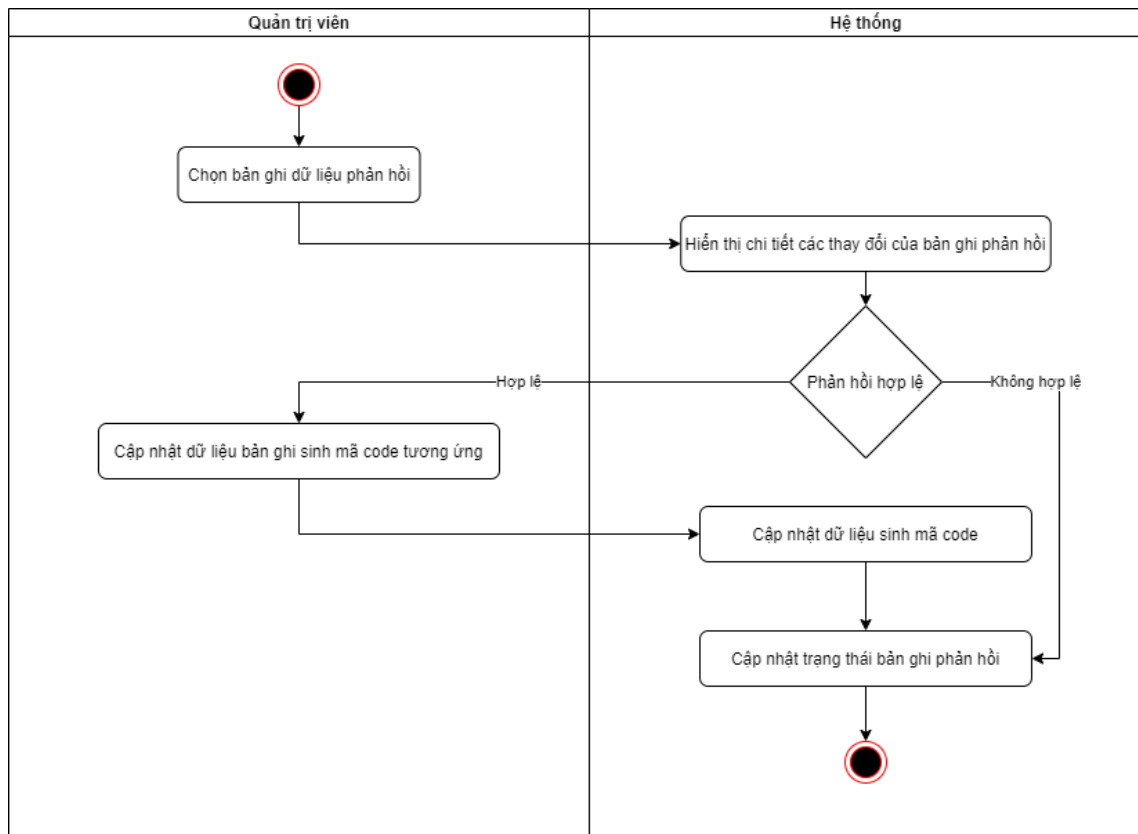 Quản trị viên
Hệ thống
Chọn bản ghi dữ liệu phản hồi
Hiển thị chi tiết các thay đổi của bản ghi phản hồi
Phản hồi hợp lệ
Hợp lệ
Không hợp lệ
Cập nhật dữ liệu bản ghi sinh mã code tương ứng
Cập nhật dữ liệu sinh mã code
Cập nhật trạng thái bản ghi phản hồi